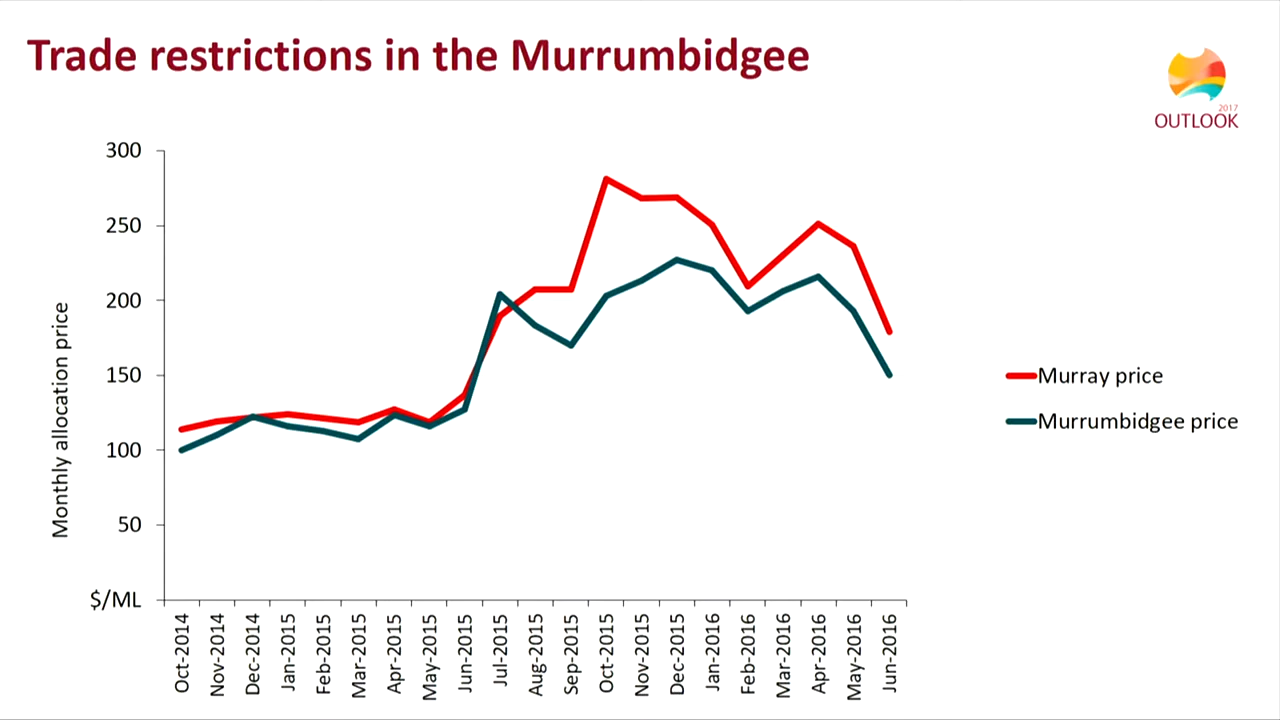 Trade restrictions in the Murrumbidgee
2017
OUTLOOK
Monthly allocation price
300
250
200
150
100
50
$/ML
Oct-2014
Nov-2014
Dec-2014
Jan-2015
Feb-2015
Mar-2015
Apr-2015
May-2015
Jun-2015
Jul-2015
Aug-2015
Sep-2015
Oct-2015
Nov-2015
Dec-2015
Jan-2016
Feb-2016
Mar-2016
Apr-2016
May-2016
Jun-2016
Murray price
Murrumbidgee price